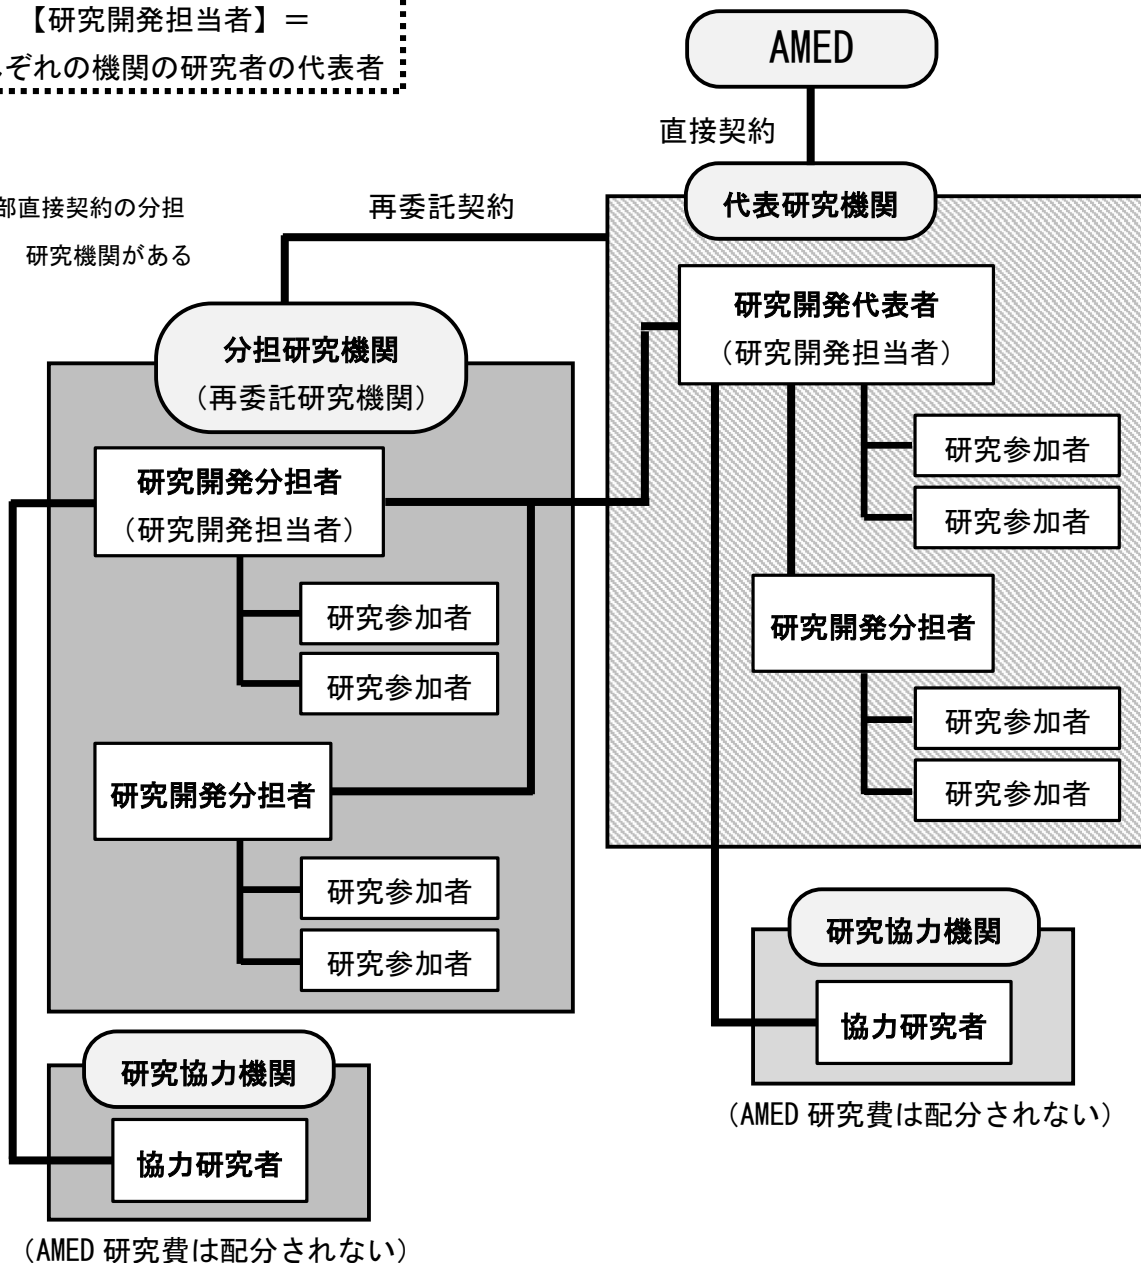 【研究開発担当者】＝
ぞれの機関の研究者の代表者
AMED
直接契約
部直接契約の分担
研究機関がある
再委託契約
代表研究機関
研究開発代表者
（研究開発担当者）
研究参加者
研究参加者
研究開発分担者
研究参加者
研究参加者
分担研究機関
（再委託研究機関）
研究開発分担者
（研究開発担当者）
研究参加者
研究参加者
研究開発分担者
研究参加者
研究参加者
研究協力機関
協力研究者
（AMED 研究費は配分されない）
研究協力機関
協力研究者
（AMED 研究費は配分されない）